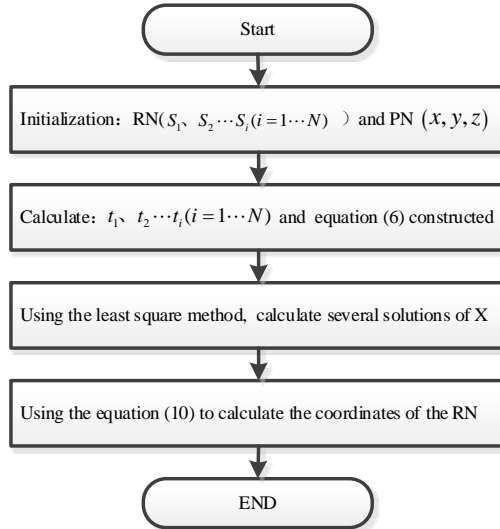 Start
Initialization：RN(S₁、S₂⋯Sᵢ(i=1⋯N) ）and PN (x, y, z)
Calculate：t₁、t₂⋯tᵢ(i=1⋯N) and equation (6) constructed
Using the least square method, calculate several solutions of X
Using the equation (10) to calculate the coordinates of the RN
END